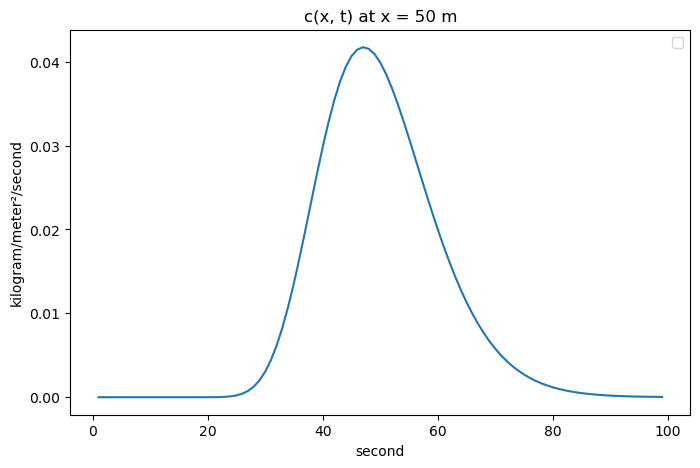 c(x, t) at x = 50 m
kilogram/meter²/second
0.04
0.03
0.02
0.01
0.00
0 20 40 60 80 100
second